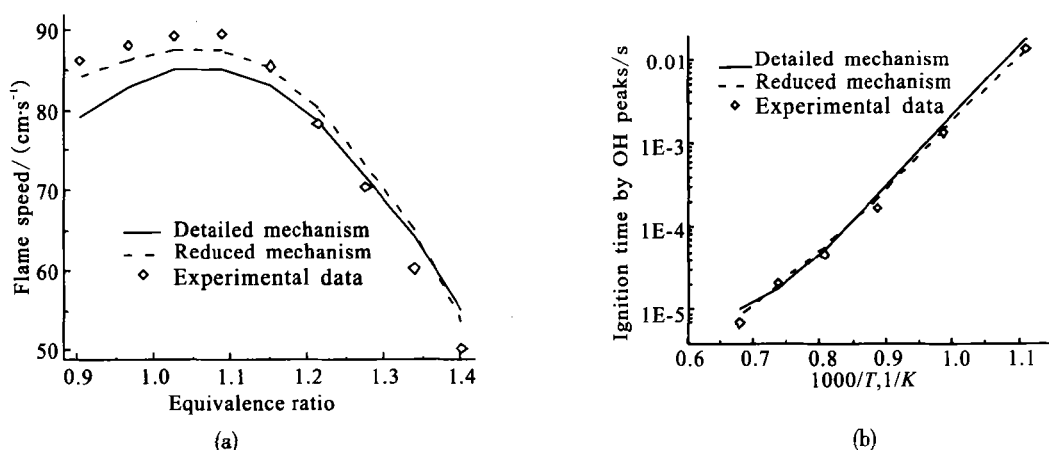 90
80
70
60
50
Flame speed/(cm·s⁻¹)
Detailed mechanism
Reduced mechanism
Experimental data
0.9 1.0 1.1 1.2 1.3 1.4
Equivalence ratio
(a)
0.01
1E-3
1E-4
1E-5
Ignition time by OH peaks/s
Detailed mechanism
Reduced mechanism
Experimental data
0.6 0.7 0.8 0.9 1.0 1.1
1000/T,1/K
(b)